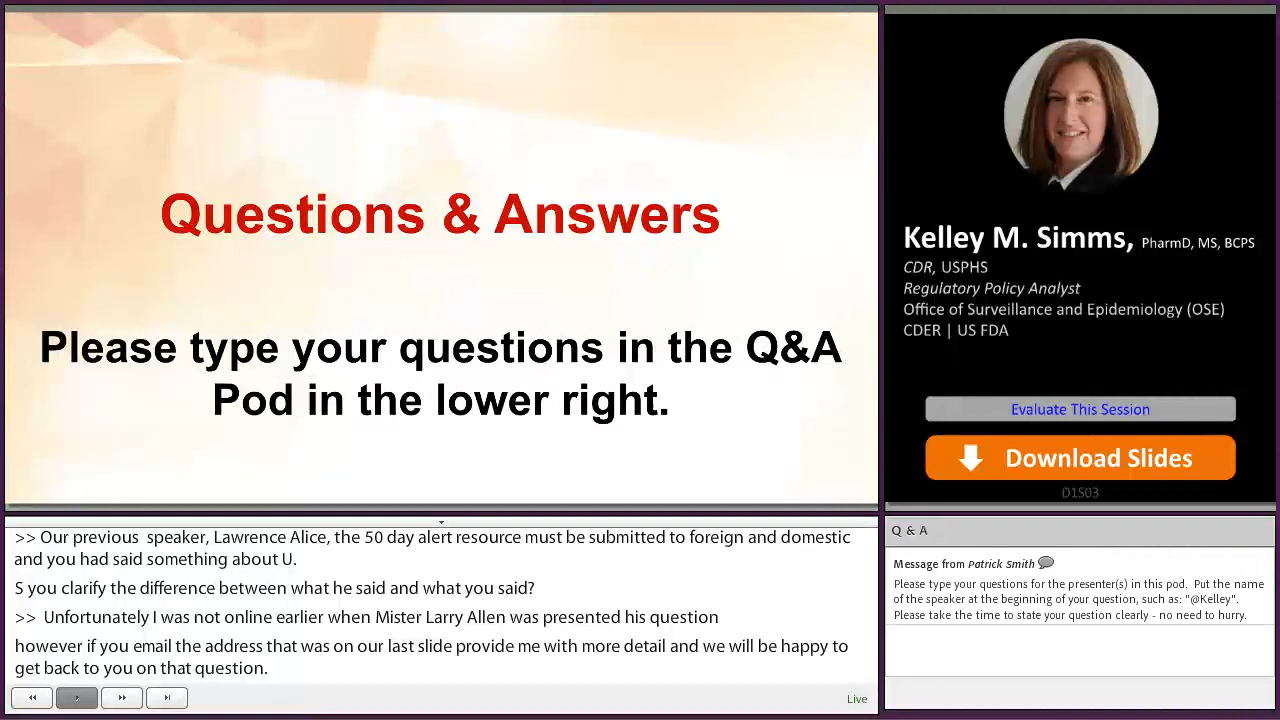 Questions & Answers
Please type your questions in the Q&A
Pod in the lower right.
Kelley M. Simms, PharmD, MS, BCPS
CDR, USPHS
Regulatory Policy Analyst
Office of Surveillance and Epidemiology (OSE)
CDER | US FDA
Evaluate This Session
Download Slides
D1S03
>> Our previous speaker, Lawrence Alice, the 50 day alert resource must be submitted to foreign and domestic
and you had said something about U.
S you clarify the difference between what he said and what you said?
>> Unfortunately I was not online earlier when Mister Larry Allen was presented his question
however if you email the address that was on our last slide provide me with more detail and we will be happy to
get back to you on that question.
Live
Q & A
Message from Patrick Smith
Please type your questions for the presenter(s) in this pod. Put the name
of the speaker at the beginning of your question, such as: "@Kelley".
Please take the time to state your question clearly - no need to hurry.